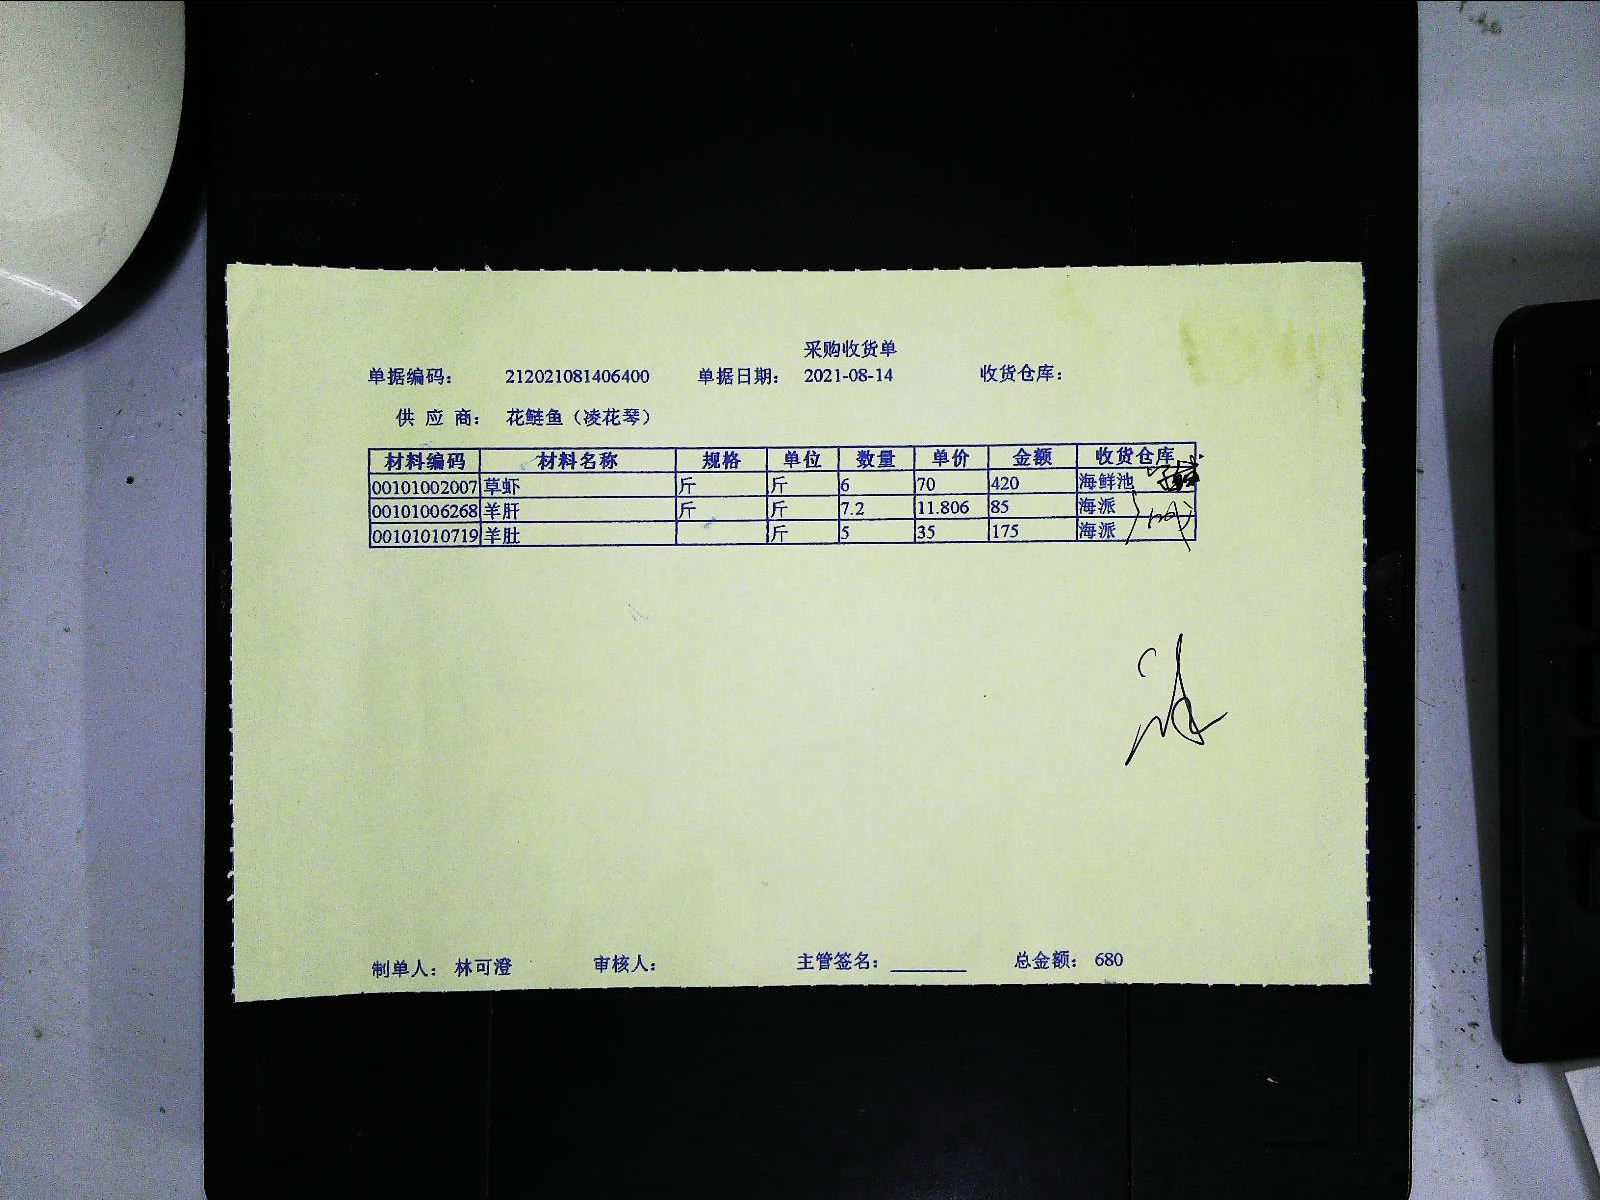 采购收货单
单据编码: 212021081406400 单据日期: 2021-08-14 收货仓库:
供 应 商: 花鲢鱼(凌花琴)
材料编码 材料名称 规格 单位 数量 单价 金额 收货仓库
00101002007 草虾 斤 斤 6 70 420 海鲜池
00101006268 羊肝 斤 斤 7.2 11.806 85 海派
00101010719 羊肚 斤 5 35 175 海派
制单人: 林可澄 审核人: 主管签名: 总金额: 680